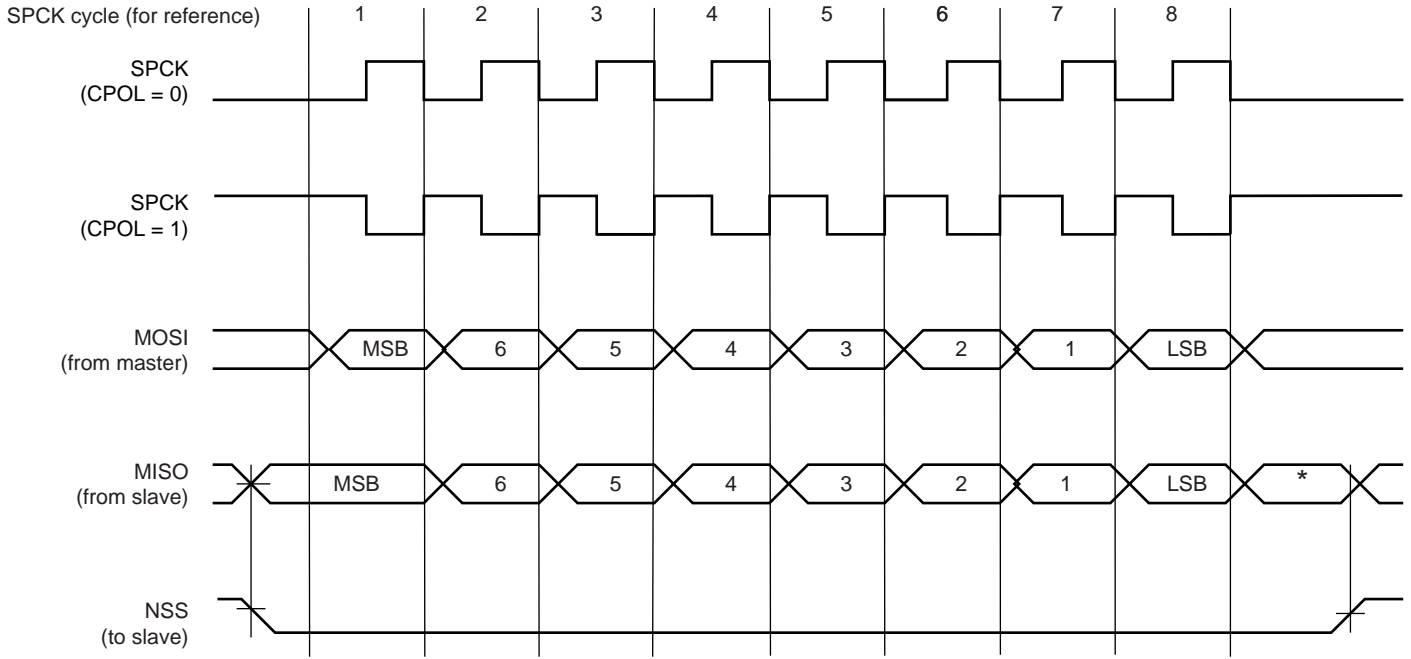 SPCK cycle (for reference) 1 2 3 4 5 6 7 8
SPCK
(CPOL = 0)
SPCK
(CPOL = 1)
MOSI
(from master)
MSB 6 5 4 3 2 1 LSB
MISO
(from slave)
MSB 6 5 4 3 2 1 LSB *
NSS
(to slave)